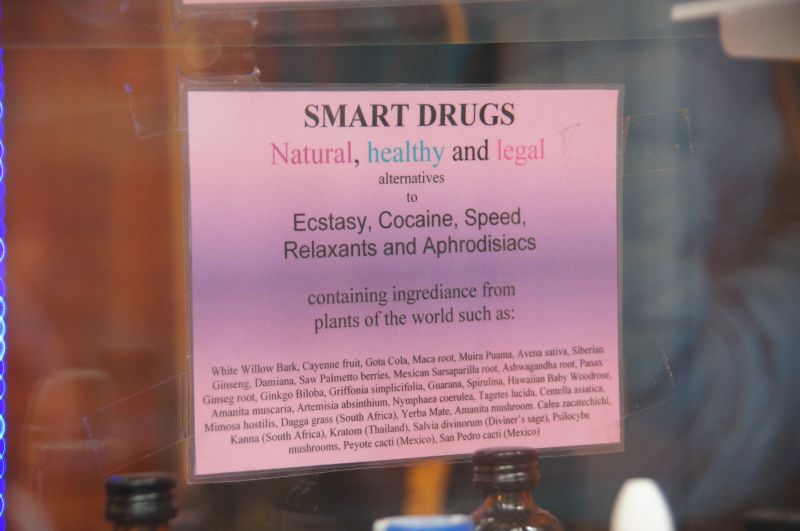 SMART DRUGS
Natural, healthy and legal
alternatives
to
Ecstasy, Cocaine, Speed,
Relaxants and Aphrodisiacs
containing ingrediance from
plants of the world such as:
White Willow Bark, Cayenne fruit, Gota Cola, Maca root, Muira Puama, Avena sativa, Siberian
Ginseng, Damiana, Saw Palmetto berries, Mexican Sarsaparilla root, Ashwagandha root, Panax
Ginseg root, Ginkgo Biloba, Griffonia simplicifolia, Guarana, Spirulina, Hawaiian Baby Woodrose,
Amanita muscaria, Artemisia absinthium, Nymphaea coerulea, Tagetes lucida, Centella asiatica,
Mimosa hostilis, Dagga grass (South Africa), Yerba Mate, Amanita mushroom. Calea zacatechichi,
Kanna (South Africa), Kratom (Thailand), Salvia divinorum (Diviner's sage), Psilocybe
mushrooms, Peyote cacti (Mexico), San Pedro cacti (Mexico)